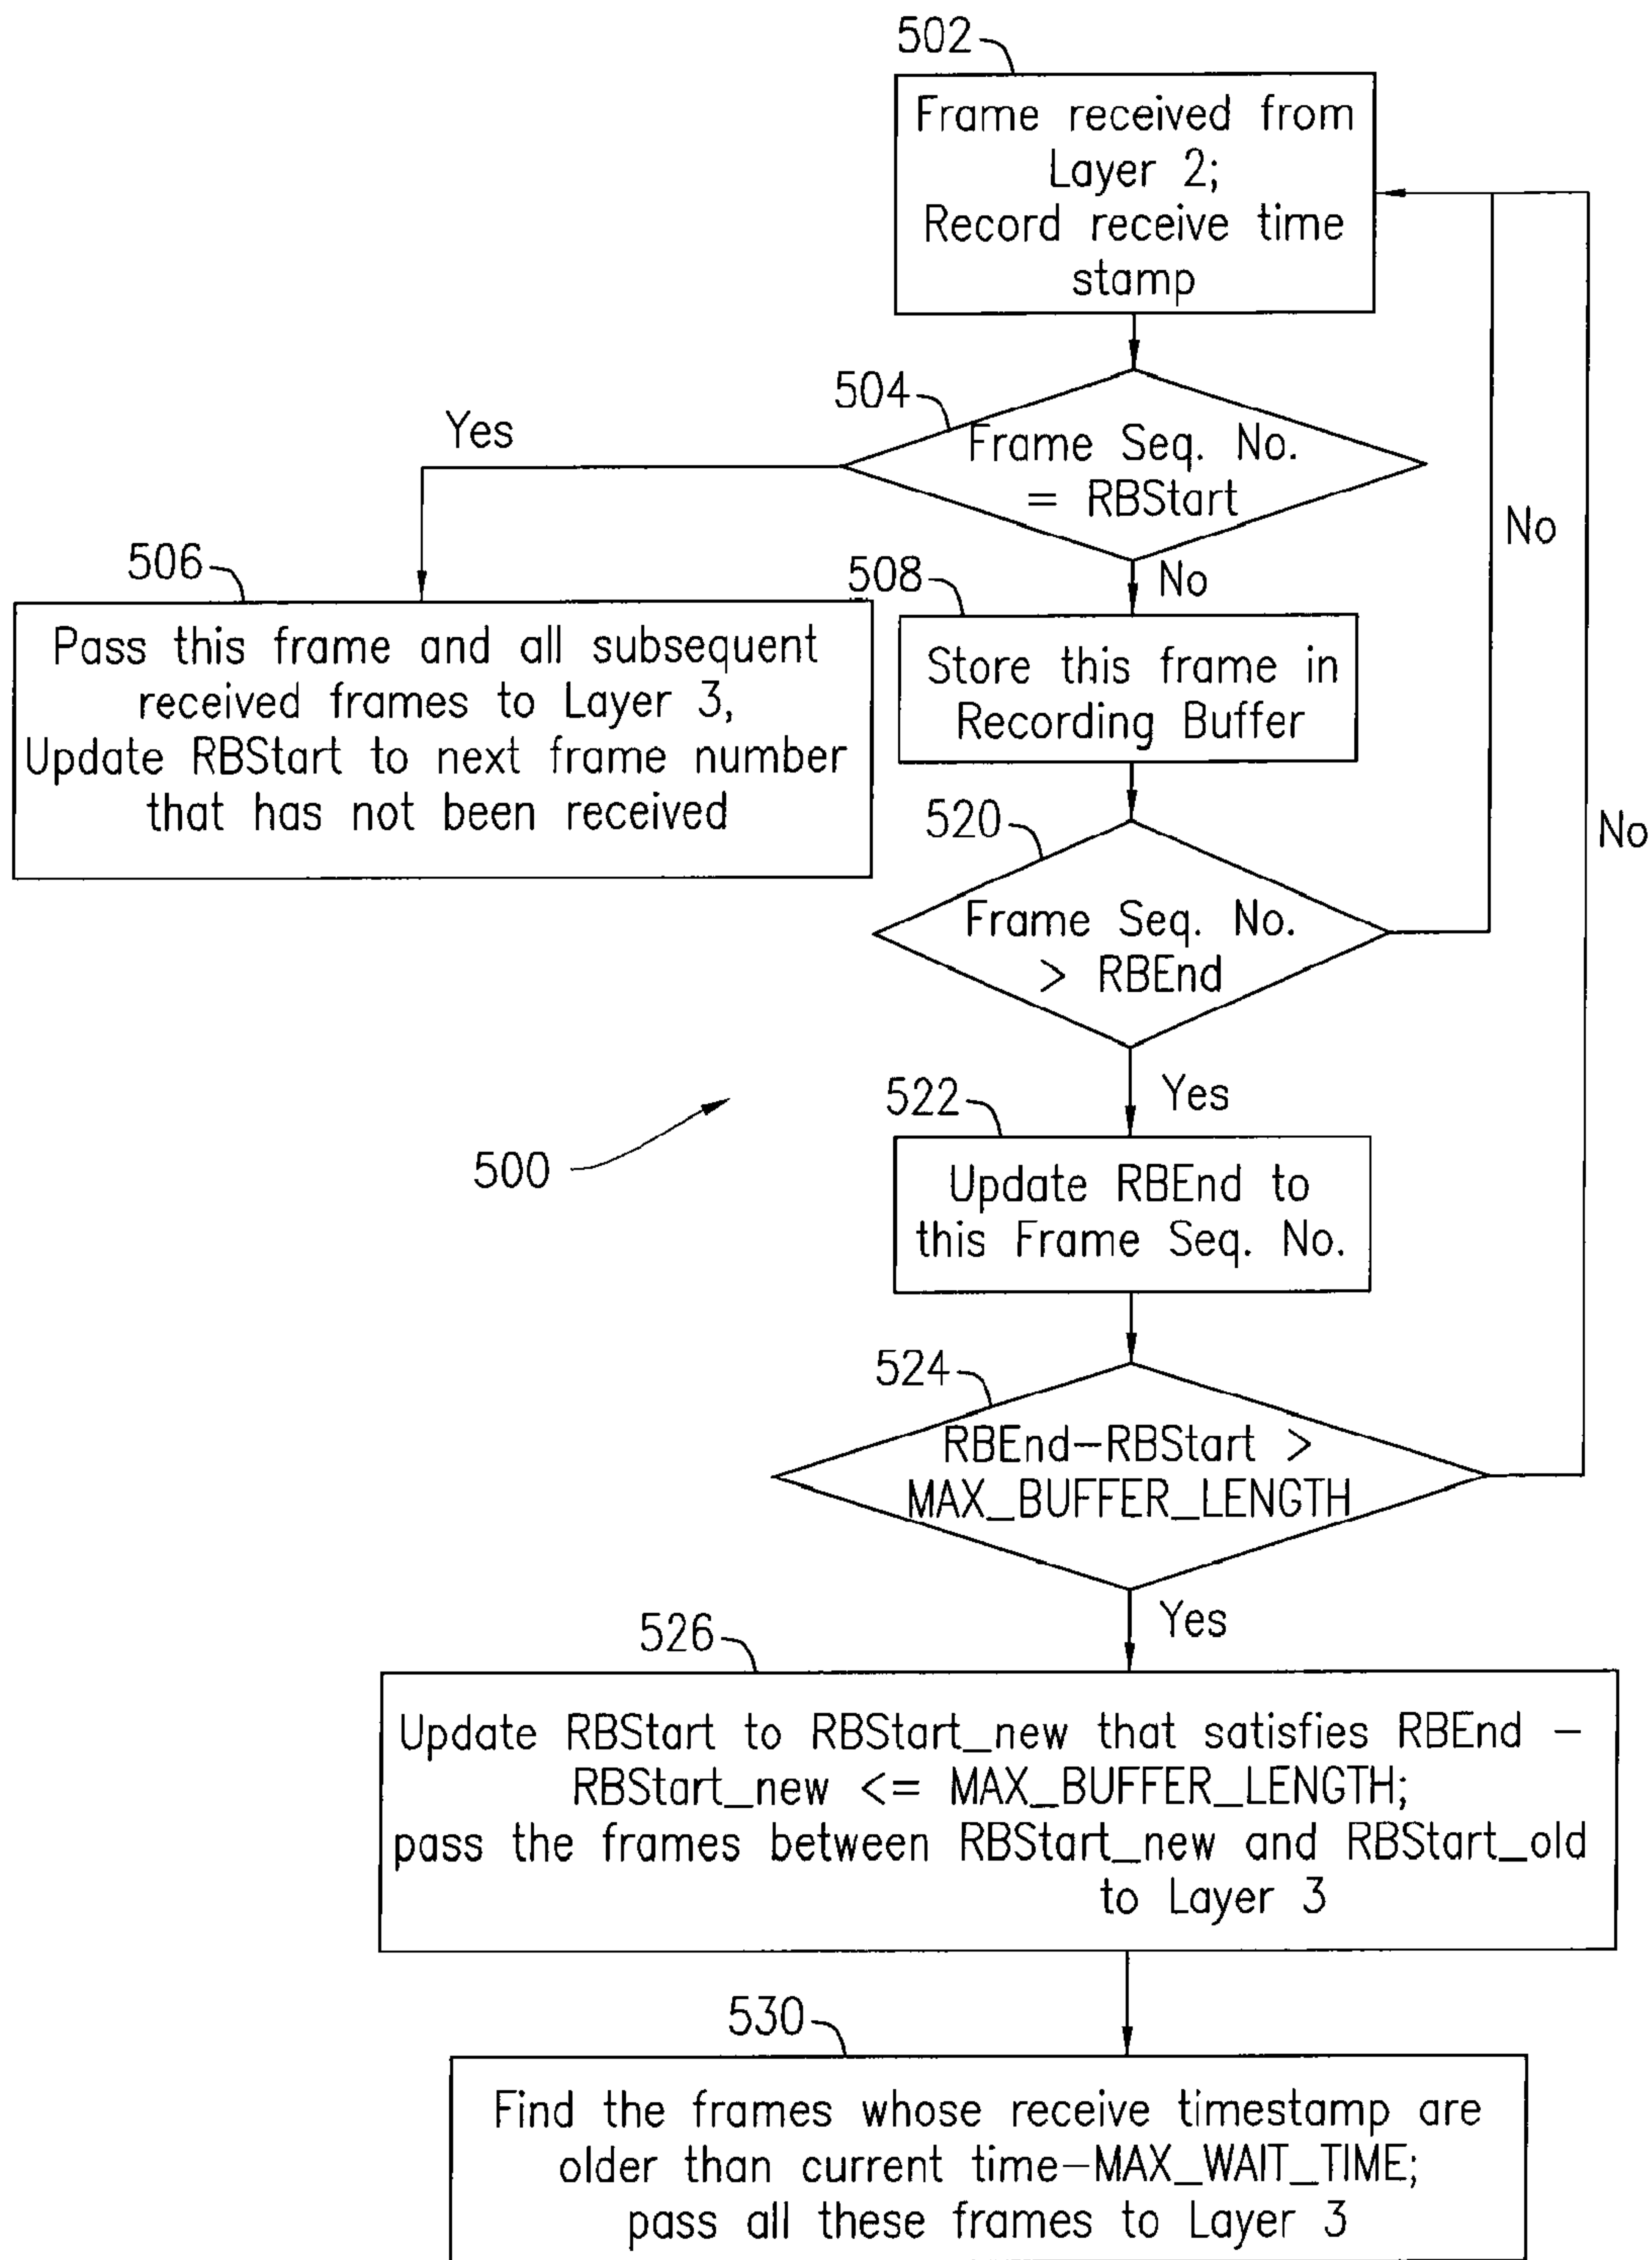 502
Frame received from
Layer 2;
Record receive time
stamp
504
Yes
Frame Seq. No.
= RBStart
No
506
Pass this frame and all subsequent
received frames to Layer 3,
Update RBStart to next frame number
that has not been received
508
No
Store this frame in
Recording Buffer
No
520
Frame Seq. No.
> RBEnd
500
522
Yes
Update RBEnd to
this Frame Seq. No.
524
RBEnd-RBStart >
MAX_BUFFER_LENGTH
526
Yes
Update RBStart to RBStart_new that satisfies RBEnd -
RBStart_new <= MAX_BUFFER_LENGTH;
pass the frames between RBStart_new and RBStart_old
to Layer 3
530
Find the frames whose receive timestamp are
older than current time-MAX_WAIT_TIME;
pass all these frames to Layer 3